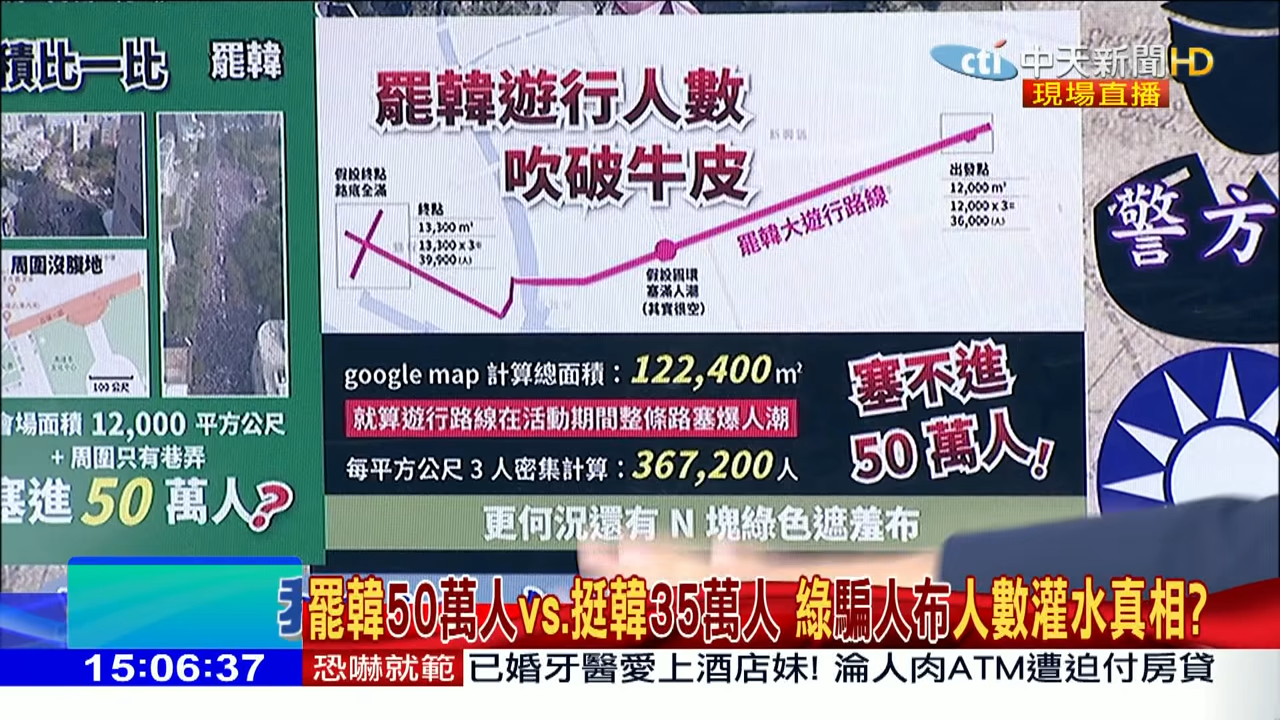 積比一比 罷韓
周圍沒腹地
100公尺
會場面積 12,000 平方公尺
+ 周圍只有巷弄
塞進50萬人?
罷韓遊行人數
吹破牛皮
假設終點
路底全滿
終點
13,300 m²
13,300 x 3=
39,900 (人)
假設圓環
塞滿人潮
(其實很空)
罷韓大遊行路線
出發點
12,000 m²
12,000 x 3=
36,000 (人)
google map 計算總面積:122,400 m²
就算遊行路線在活動期間整條路塞爆人潮
每平方公尺 3 人密集計算:367,200 人
塞不進
50 萬人!
更何況還有 N 塊綠色遮羞布
cti 中天新聞HD
現場直播
警方
罷韓50萬人vs.挺韓35萬人 綠騙人布人數灌水真相?
15:06:37
恐嚇就範 已婚牙醫愛上酒店妹! 淪人肉ATM遭迫付房貸